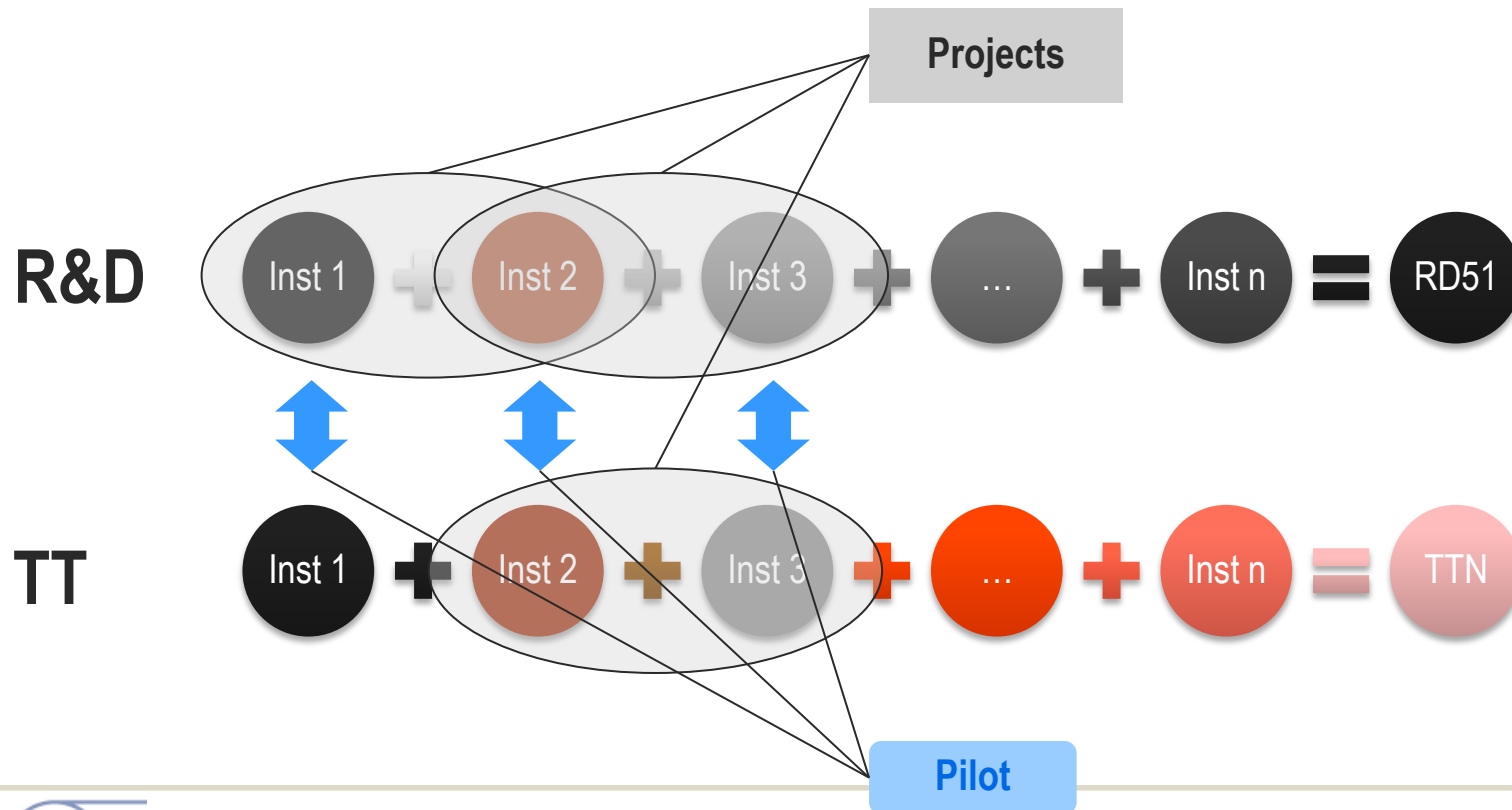 Projects
R&D
Inst 1
Inst 2
Inst 3
...
Inst n
RD51
TT
Inst 1
Inst 2
Inst 3
...
Inst n
TTN
Pilot